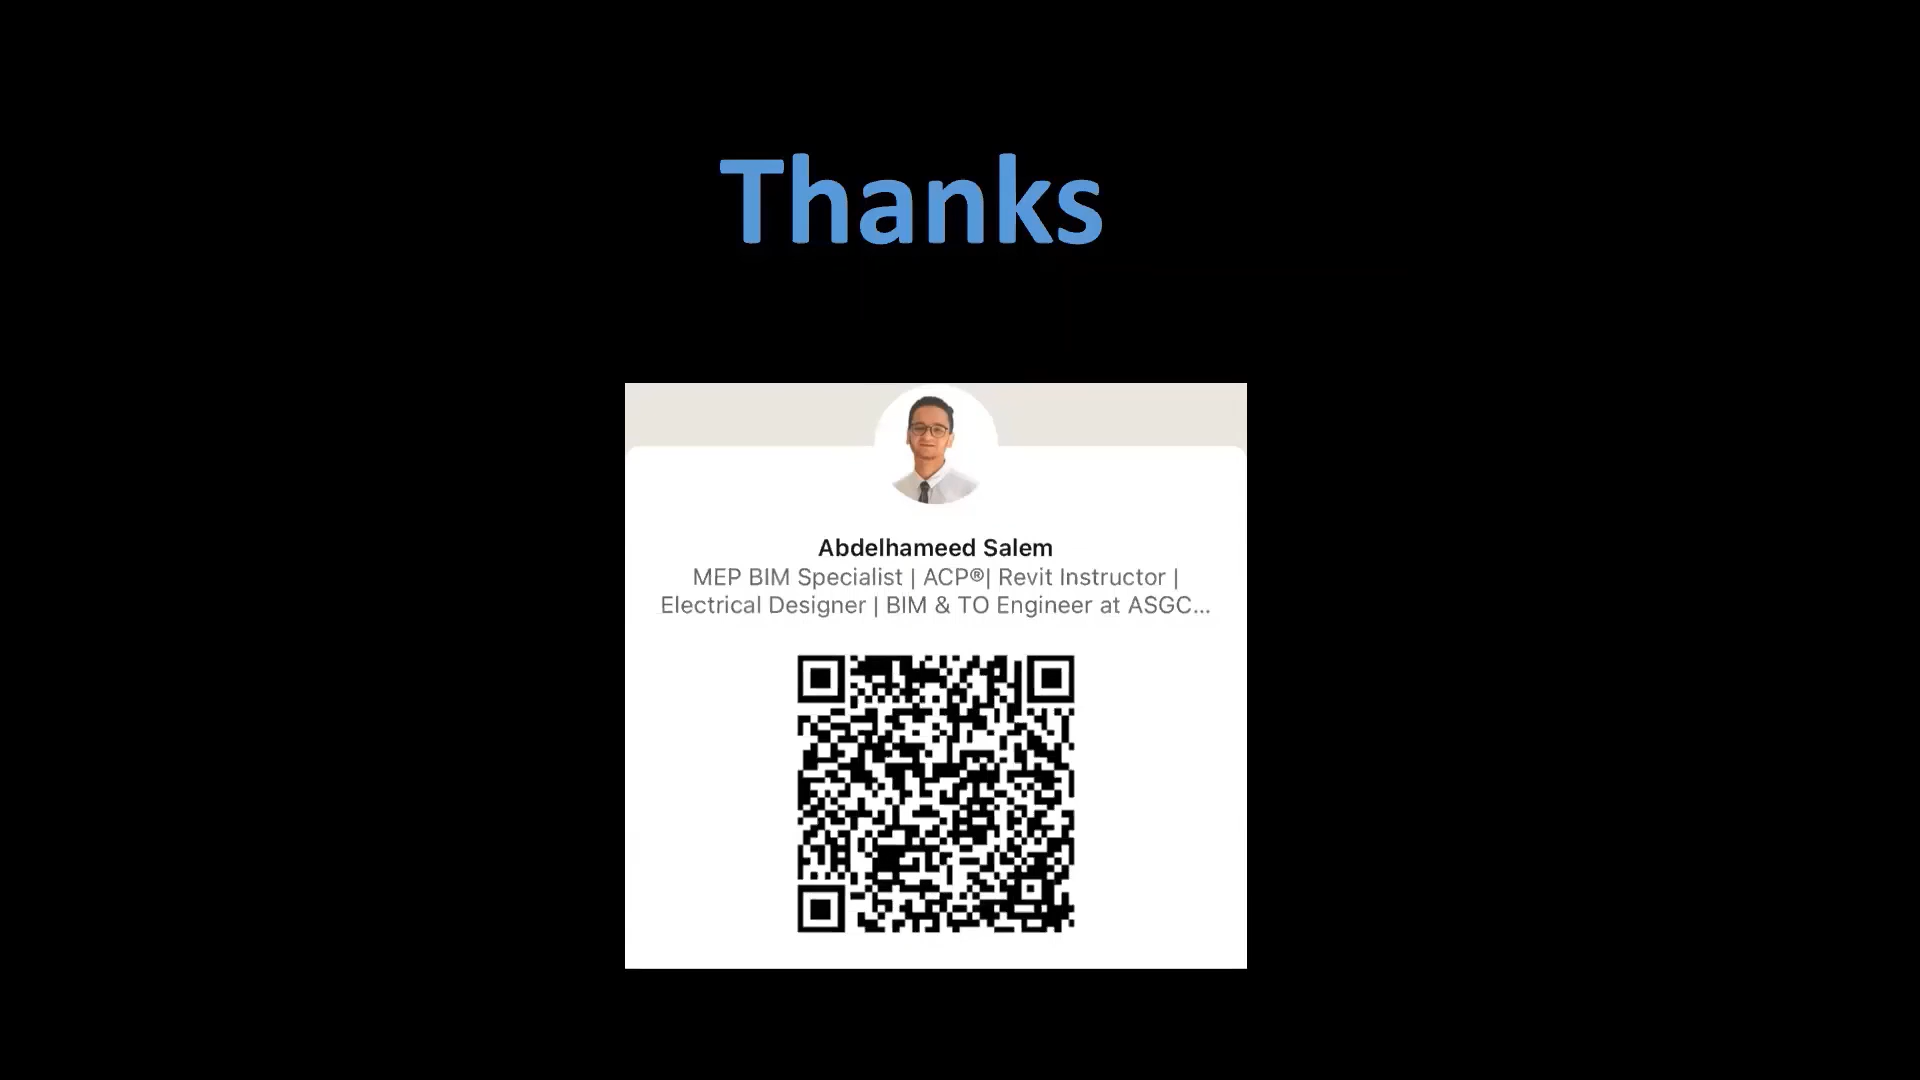 Thanks
Abdelhameed Salem
MEP BIM Specialist | ACP®| Revit Instructor |
Electrical Designer | BIM & TO Engineer at ASGC...